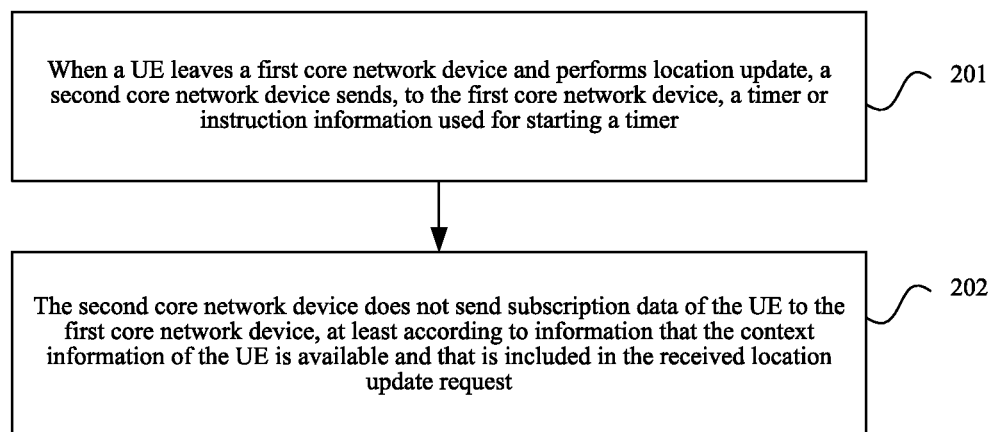 When a UE leaves a first core network device and performs location update, a
second core network device sends, to the first core network device, a timer or
instruction information used for starting a timer
201
The second core network device does not send subscription data of the UE to the
first core network device, at least according to information that the context
information of the UE is available and that is included in the received location
update request
202